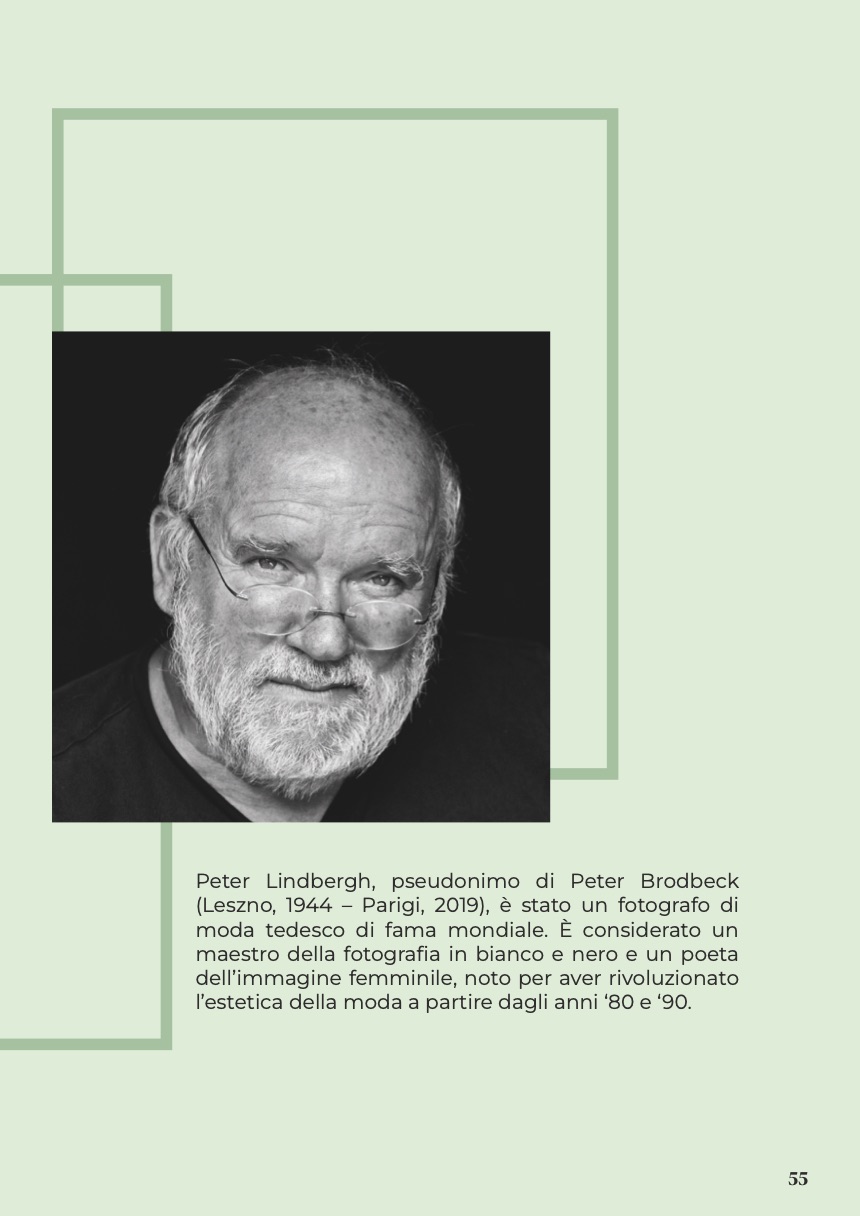 Peter Lindbergh, pseudonimo di Peter Brodbeck
(Leszno, 1944 – Parigi, 2019), è stato un fotografo di
moda tedesco di fama mondiale. È considerato un
maestro della fotografia in bianco e nero e un poeta
dell’immagine femminile, noto per aver rivoluzionato
l’estetica della moda a partire dagli anni ‘80 e ‘90.
55